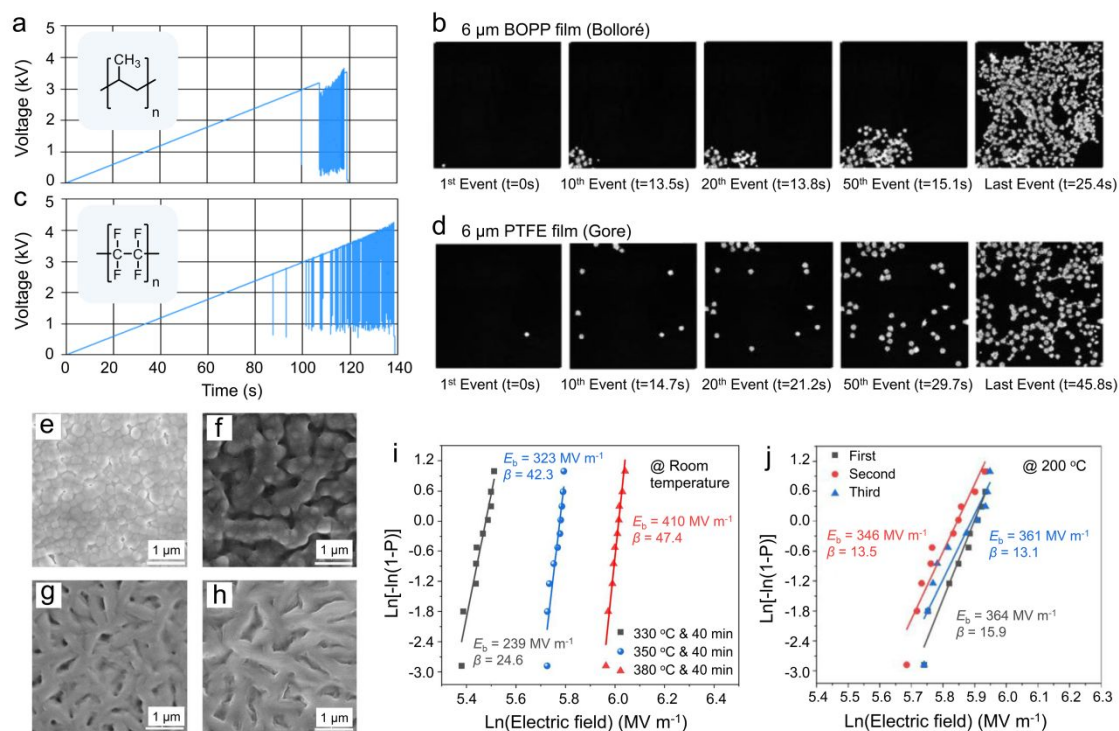 a
5
4
3
2
1
0
Voltage (kV)
CH3
n
b
6 µm BOPP film (Bolloré)
1st Event (t=0s)
10th Event (t=13.5s)
20th Event (t=13.8s)
50th Event (t=15.1s)
Last Event (t=25.4s)
c
5
4
3
2
1
0
Voltage (kV)
F F
C C
F F
n
0 20 40 60 80 100 120 140
Time (s)
d
6 µm PTFE film (Gore)
1st Event (t=0s)
10th Event (t=14.7s)
20th Event (t=21.2s)
50th Event (t=29.7s)
Last Event (t=45.8s)
e
1 µm
f
1 µm
g
1 µm
h
1 µm
i
1.2
0.6
0.0
-0.6
-1.2
-1.8
-2.4
-3.0
Ln[-ln(1-P)]
Eb = 323 MV m-1
β = 42.3
@ Room
temperature
Eb = 410 MV m-1
β = 47.4
Eb = 239 MV m-1
β = 24.6
330 oC & 40 min
350 oC & 40 min
380 oC & 40 min
5.4 5.6 5.8 6.0 6.2 6.4
Ln(Electric field) (MV m-1)
j
1.2
0.6
0.0
-0.6
-1.2
-1.8
-2.4
-3.0
Ln[-ln(1-P)]
First
Second
Third
@ 200 oC
Eb = 346 MV m-1
β = 13.5
Eb = 361 MV m-1
β = 13.1
Eb = 364 MV m-1
β = 15.9
5.4 5.5 5.6 5.7 5.8 5.9 6.0 6.1 6.2 6.3
Ln(Electric field) (MV m-1)